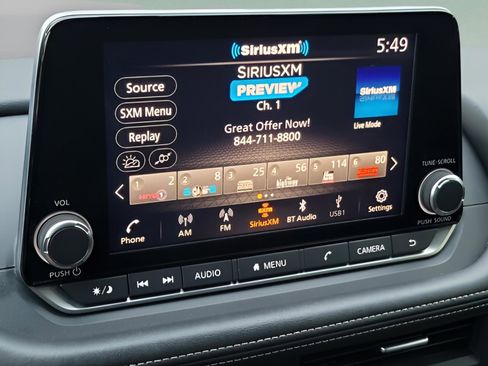 SiriusXM
5:49
Source
SIRIUSXM
PREVIEW
SiriusXM
Ch. 1
SXM Menu
Great Offer Now!
Live Mode
Replay
844-711-8800
1 2
2 8
3 25
4 56
the highway
5 114
6 80
TUNE·SCROLL
VOL
Phone
AM
FM
SiriusXM
BT Audio
USB1
Settings
PUSH
PUSH SOUND
AUDIO
MENU
CAMERA